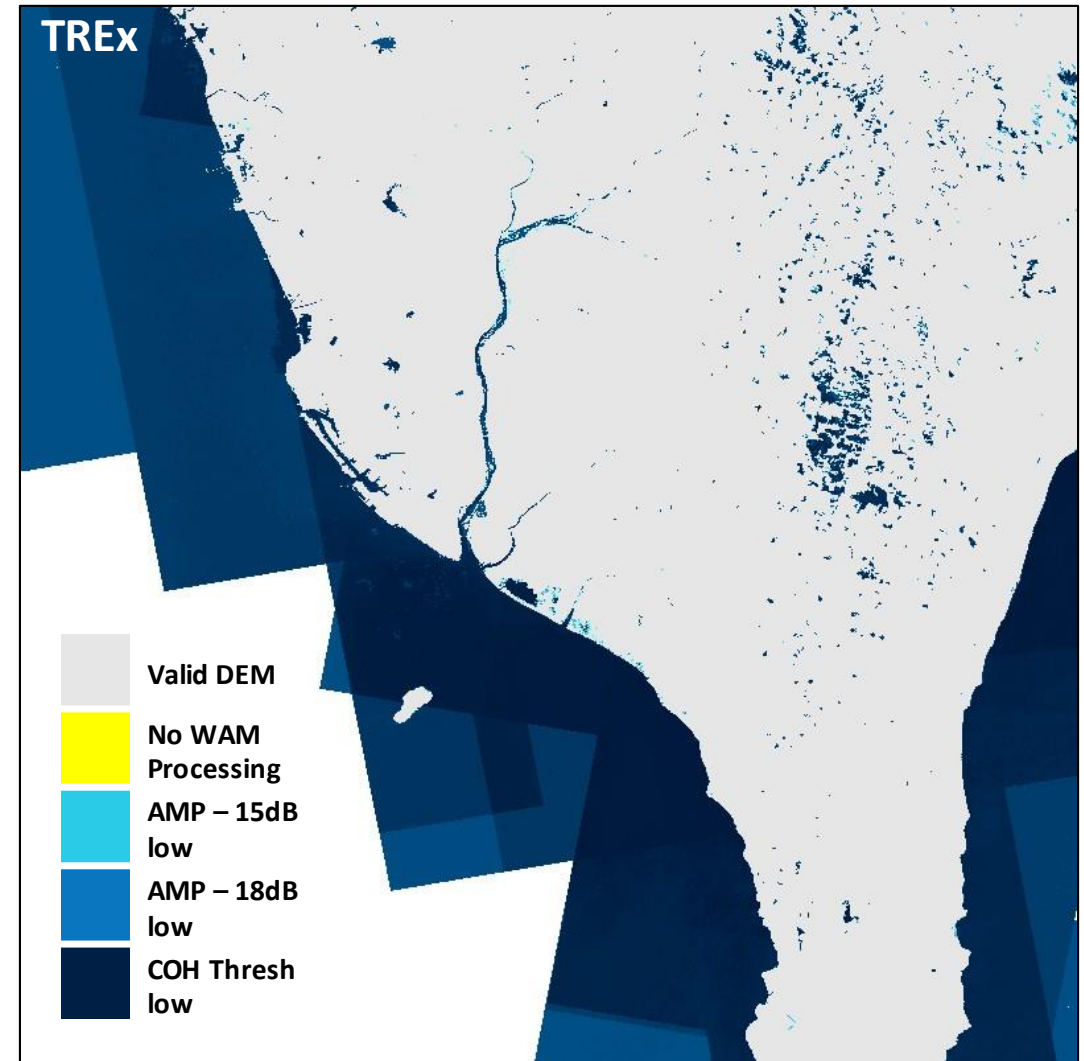 TREx
Valid DEM
No WAM
Processing
AMP – 15dB
low
AMP – 18dB
low
COH Thresh
low